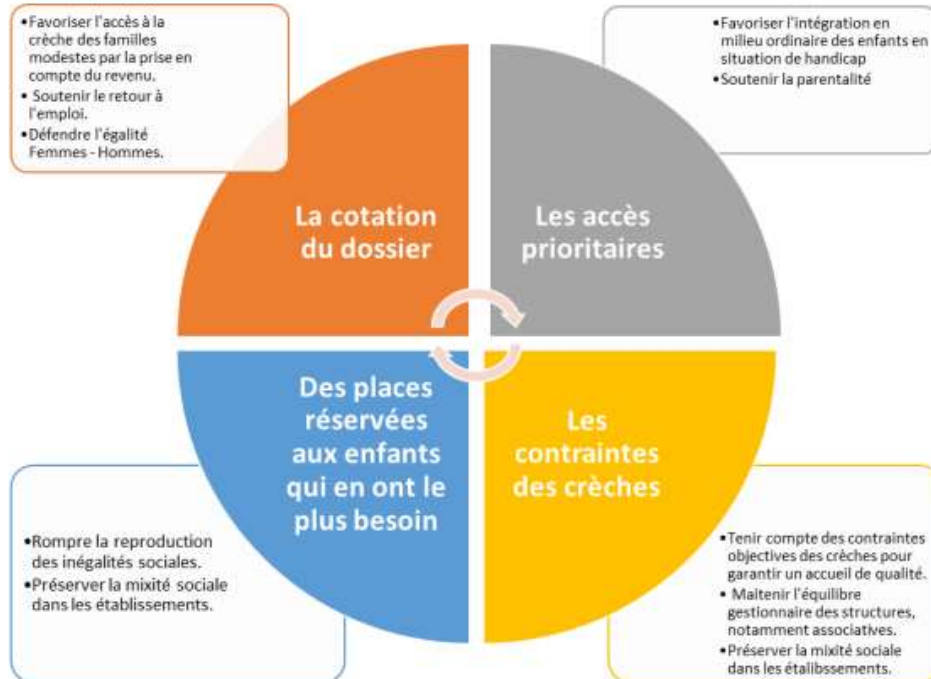 •Favoriser l'accès à la
crèche des familles
modestes par la prise en
compte du revenu.
• Soutenir le retour à
l'emploi.
•Défendre l'égalité
Femmes - Hommes.
•Favoriser l'intégration en
milieu ordinaire des enfants en
situation de handicap
•Soutenir la parentalité
La cotation
du dossier
Les accès
prioritaires
Des places
réservées
aux enfants
qui en ont le
plus besoin
Les
contraintes
des crèches
•Rompre la reproduction
des inégalités sociales.
•Préserver la mixité sociale
dans les établissements.
•Tenir compte des contraintes
objectives des crèches pour
garantir un accueil de qualité.
• Maitenir l'équilibre
gestionnaire des structures,
notamment associatives.
•Préserver la mixité sociale
dans les étalibssements.